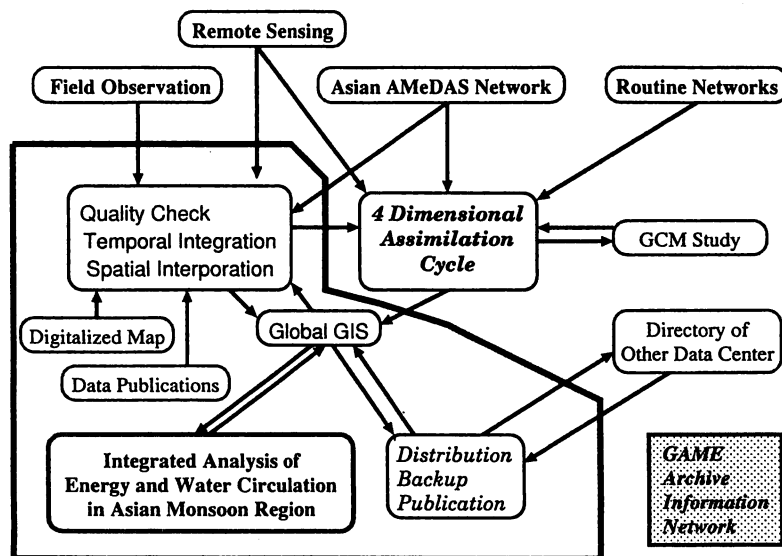 Remote Sensing
Field Observation
Asian AMeDAS Network
Routine Networks
Quality Check
Temporal Integration
Spatial Interporation
4 Dimensional
Assimilation
Cycle
GCM Study
Digitalized Map
Global GIS
Directory of
Other Data Center
Data Publications
Integrated Analysis of
Energy and Water Circulation
in Asian Monsoon Region
Distribution
Backup
Publication
GAME
Archive
Information
Network